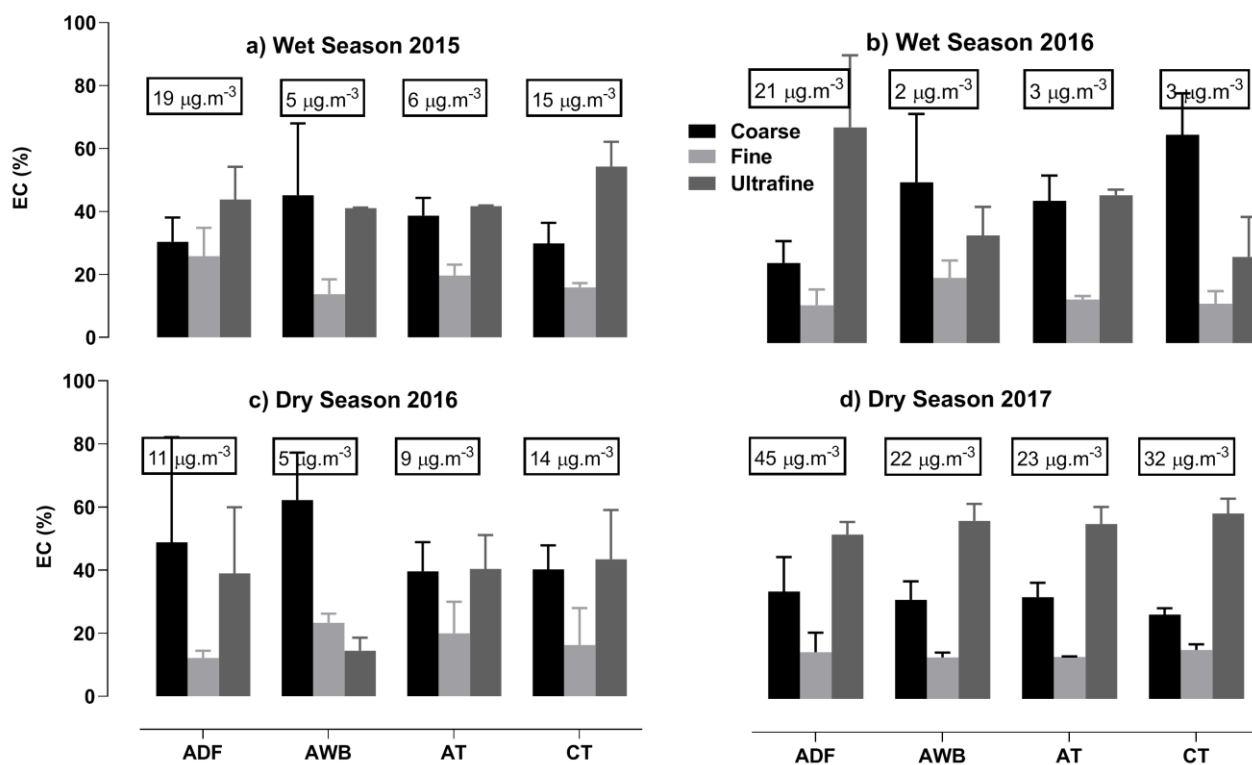 a) Wet Season 2015
19 μg.m⁻³ 5 μg.m⁻³ 6 μg.m⁻³ 15 μg.m⁻³
EC (%)
100
80
60
40
20
0
b) Wet Season 2016
21 μg.m⁻³ 2 μg.m⁻³ 3 μg.m⁻³ 3 μg.m⁻³
Coarse
Fine
Ultrafine
c) Dry Season 2016
11 μg.m⁻³ 5 μg.m⁻³ 9 μg.m⁻³ 14 μg.m⁻³
EC (%)
100
80
60
40
20
0
ADF AWB AT CT
d) Dry Season 2017
45 μg.m⁻³ 22 μg.m⁻³ 23 μg.m⁻³ 32 μg.m⁻³
ADF AWB AT CT